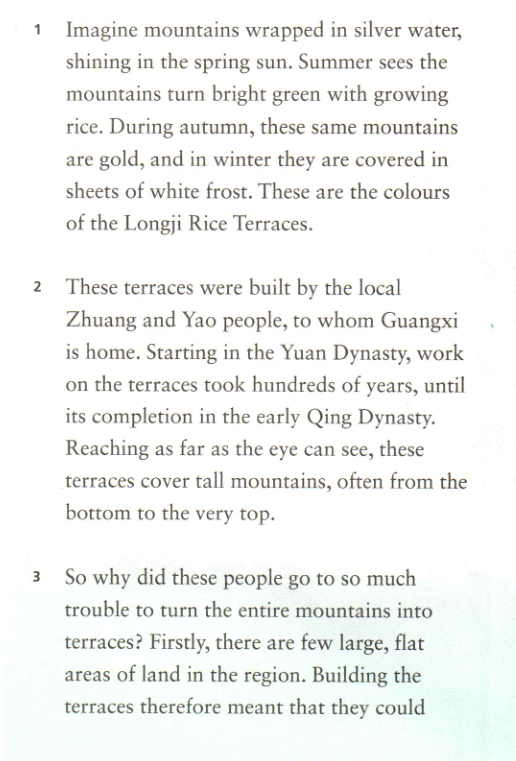 1 Imagine mountains wrapped in silver water,
shining in the spring sun. Summer sees the
mountains turn bright green with growing
rice. During autumn, these same mountains
are gold, and in winter they are covered in
sheets of white frost. These are the colours
of the Longji Rice Terraces.
2 These terraces were built by the local
Zhuang and Yao people, to whom Guangxi
is home. Starting in the Yuan Dynasty, work
on the terraces took hundreds of years, until
its completion in the early Qing Dynasty.
Reaching as far as the eye can see, these
terraces cover tall mountains, often from the
bottom to the very top.
3 So why did these people go to so much
trouble to turn the entire mountains into
terraces? Firstly, there are few large, flat
areas of land in the region. Building the
terraces therefore meant that they could